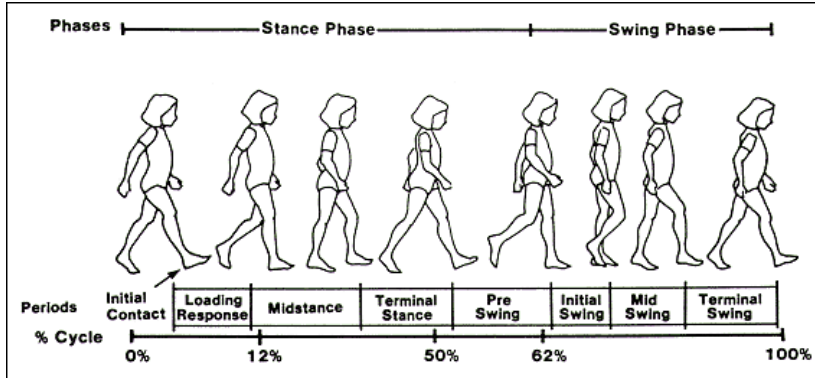 Phases Stance Phase Swing Phase
Initial Contact Loading Response Midstance Terminal Stance Pre Swing Initial Swing Mid Swing Terminal Swing
Periods
% Cycle
0% 12% 50% 62% 100%